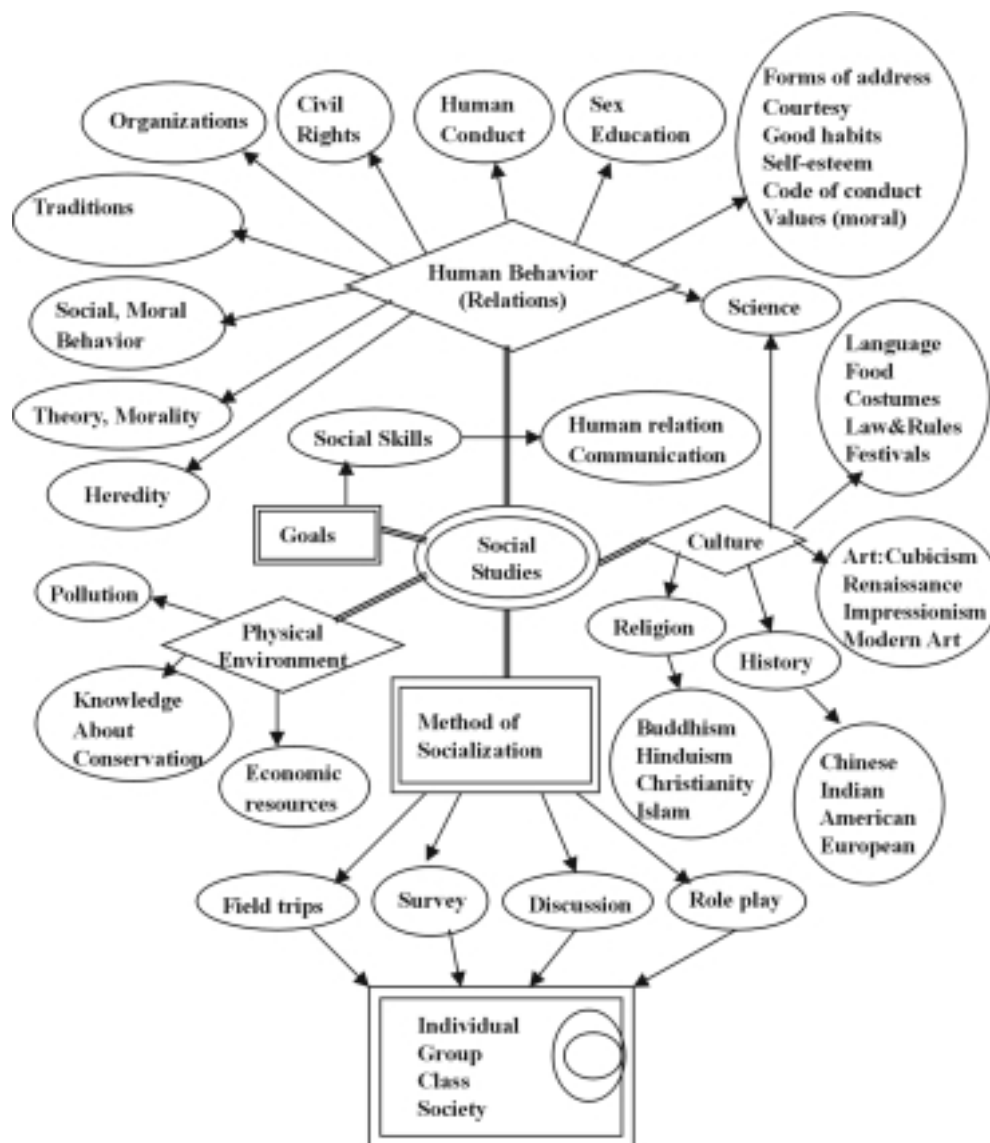 Organizations
Civil
Rights
Human
Conduct
Sex
Education
Forms of address
Courtesy
Good habits
Self-esteem
Code of conduct
Values (moral)
Traditions
Human Behavior
(Relations)
Science
Social, Moral
Behavior
Language
Food
Costumes
Law&Rules
Festivals
Theory, Morality
Social Skills
Human relation
Communication
Heredity
Goals
Social
Studies
Culture
Art:Cubicism
Renaissance
Impressionism
Modern Art
Pollution
Physical
Environment
Religion
History
Knowledge
About
Conservation
Method of
Socialization
Economic
resources
Buddhism
Hinduism
Christianity
Islam
Chinese
Indian
American
European
Field trips
Survey
Discussion
Role play
Individual
Group
Class
Society